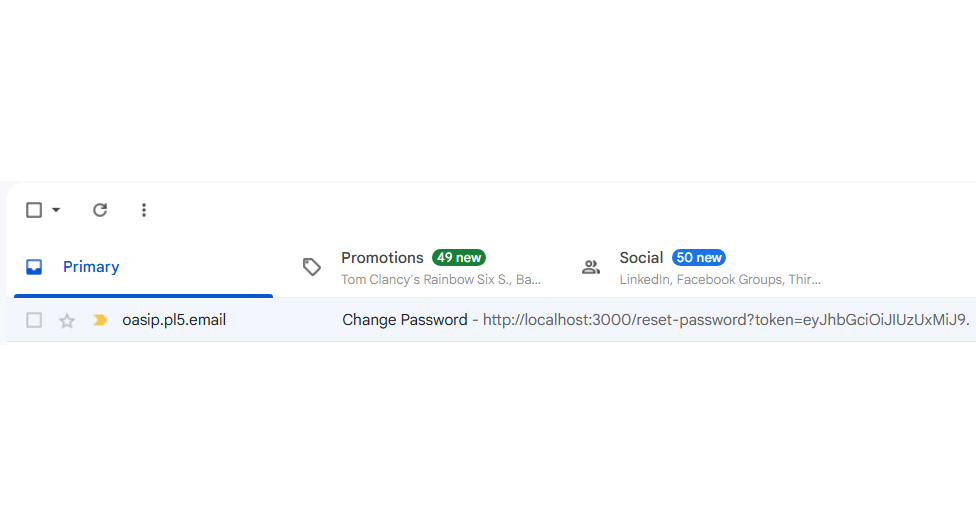 Primary
Promotions 49 new
Tom Clancy's Rainbow Six S., Ba...
Social 50 new
LinkedIn, Facebook Groups, Thir...
oasip.pl5.email
Change Password - http://localhost:3000/reset-password?token=eyJhbGciOiJIUzUxMiJ9.